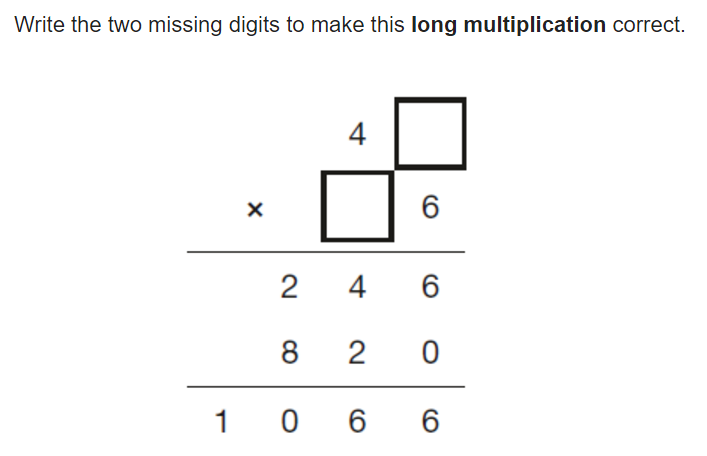 Write the two missing digits to make this long multiplication correct.
4
× 6
2 4 6
8 2 0
1 0 6 6